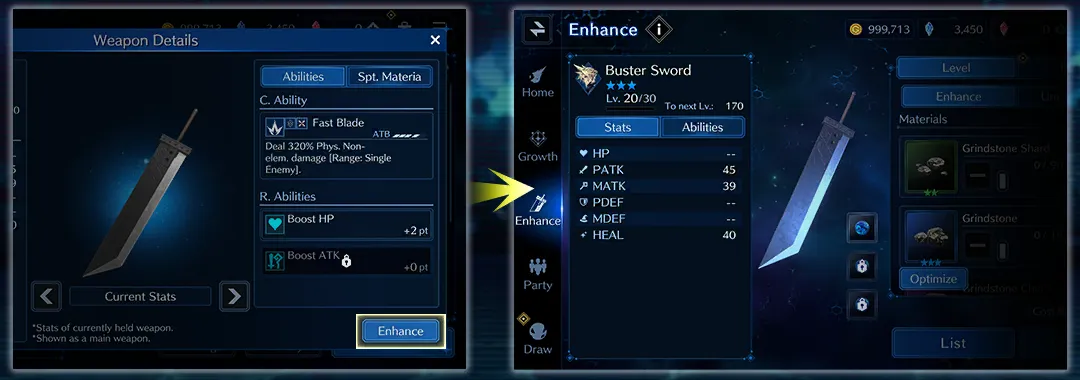 999,713
Weapon Details
×
Abilities
Spt. Materia
C. Ability
Fast Blade
ATB
Deal 320% Phys. Non-
elem. damage [Range: Single
Enemy].
R. Abilities
Boost HP
+2 pt
Boost ATK
+0 pt
Current Stats
*Stats of currently held weapon.
*Shown as a main weapon.
Enhance
Enhance
999,713
3,450
Home
Growth
Enhance
Party
Draw
Buster Sword
Lv. 20/30
To next Lv.: 170
Stats
Abilities
HP --
PATK 45
MATK 39
PDEF --
MDEF --
HEAL 40
Level
Enhance
Materials
Grindstone Shard
Grindstone
Optimize
List